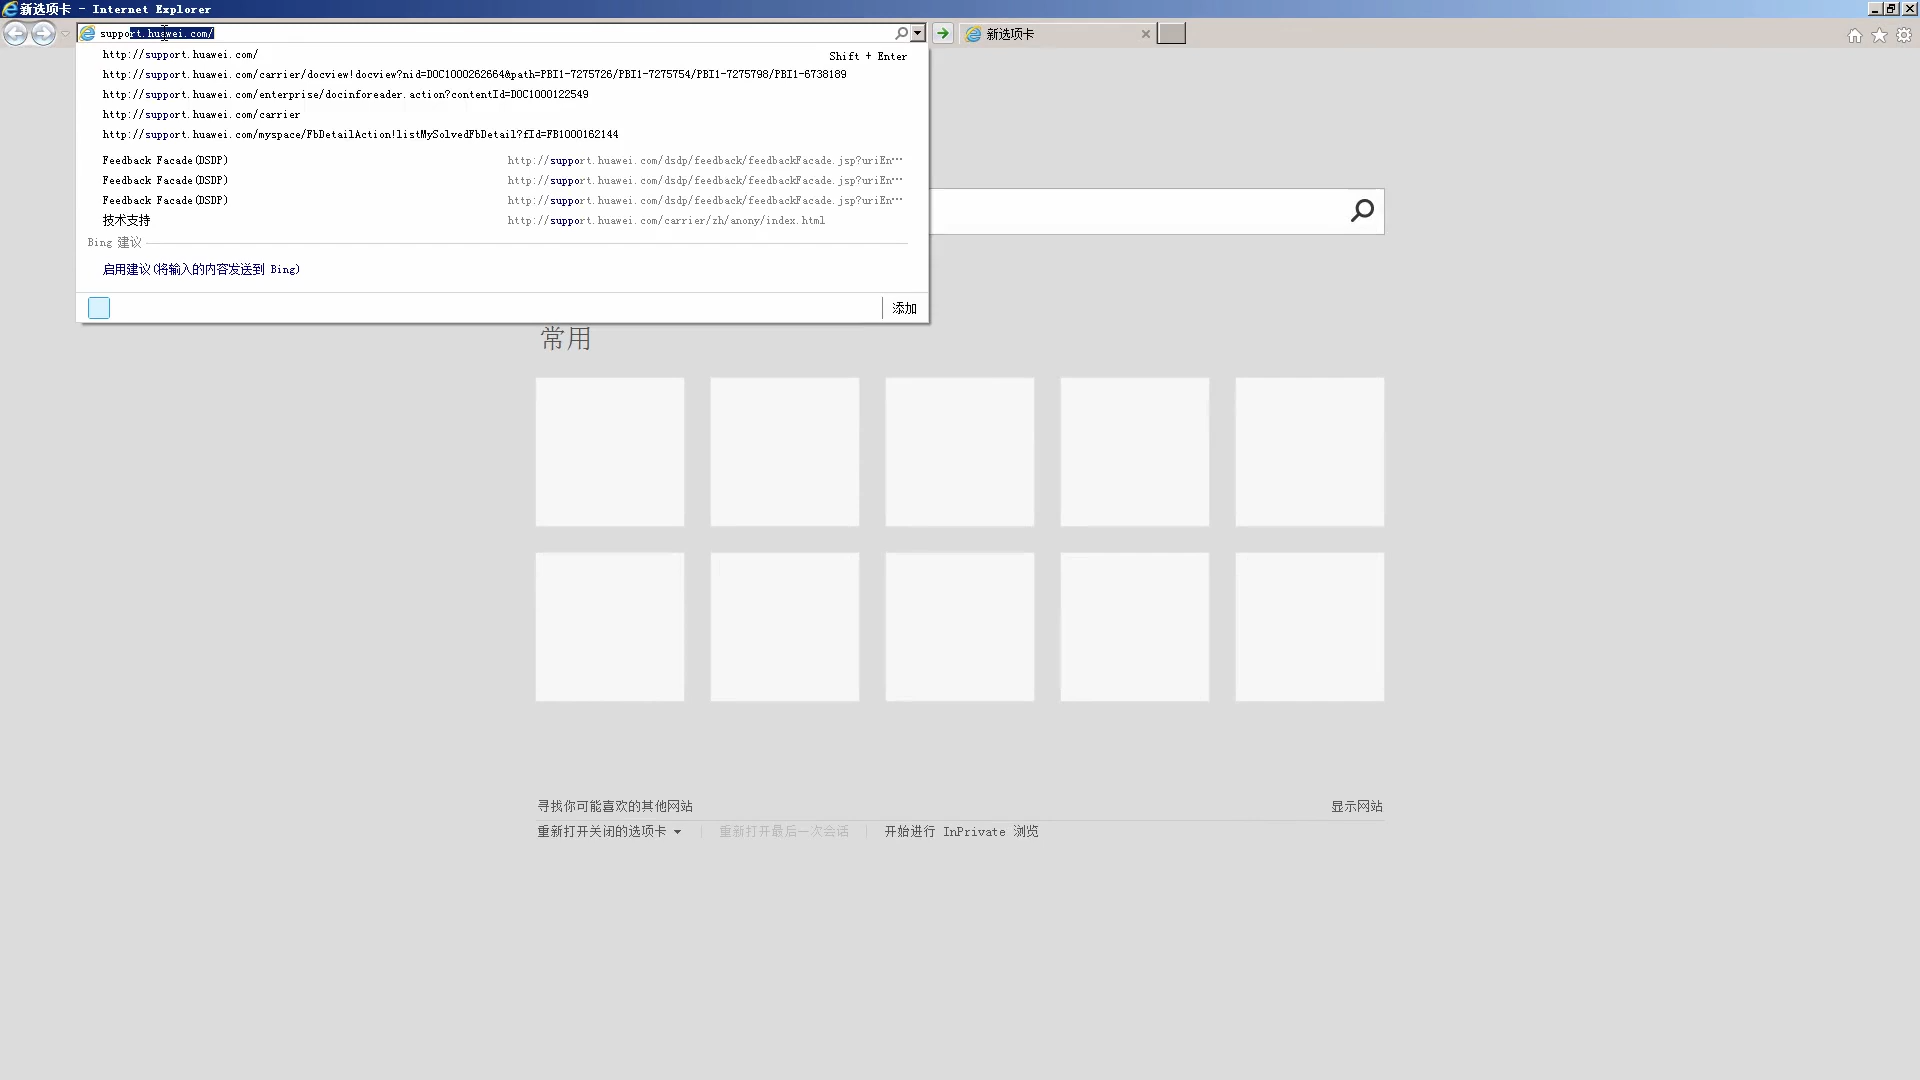 新选项卡 - Internet Explorer
support.huawei.com/
新选项卡
http://support.huawei.com/
Shift + Enter
http://support.huawei.com/carrier/docview!docview?nid=DOC1000262664&path=PBI1-7275726/PBI1-7275754/PBI1-7275798/PBI1-6738189
http://support.huawei.com/enterprise/docinforeader.action?contentId=DOC1000122549
http://support.huawei.com/carrier
http://support.huawei.com/myspace/FbDetailAction!listMySolvedFbDetail?fId=FB1000162144
Feedback Facade(DSDP) http://support.huawei.com/dsdp/feedback/feedbackFacade.jsp?uriEn…
Feedback Facade(DSDP) http://support.huawei.com/dsdp/feedback/feedbackFacade.jsp?uriEn…
Feedback Facade(DSDP) http://support.huawei.com/dsdp/feedback/feedbackFacade.jsp?uriEn…
技术支持 http://support.huawei.com/carrier/zh/anony/index.html
Bing 建议
启用建议(将输入的内容发送到 Bing)
添加
常用
寻找你可能喜欢的其他网站
显示网站
重新打开关闭的选项卡
重新打开最后一次会话
开始进行 InPrivate 浏览